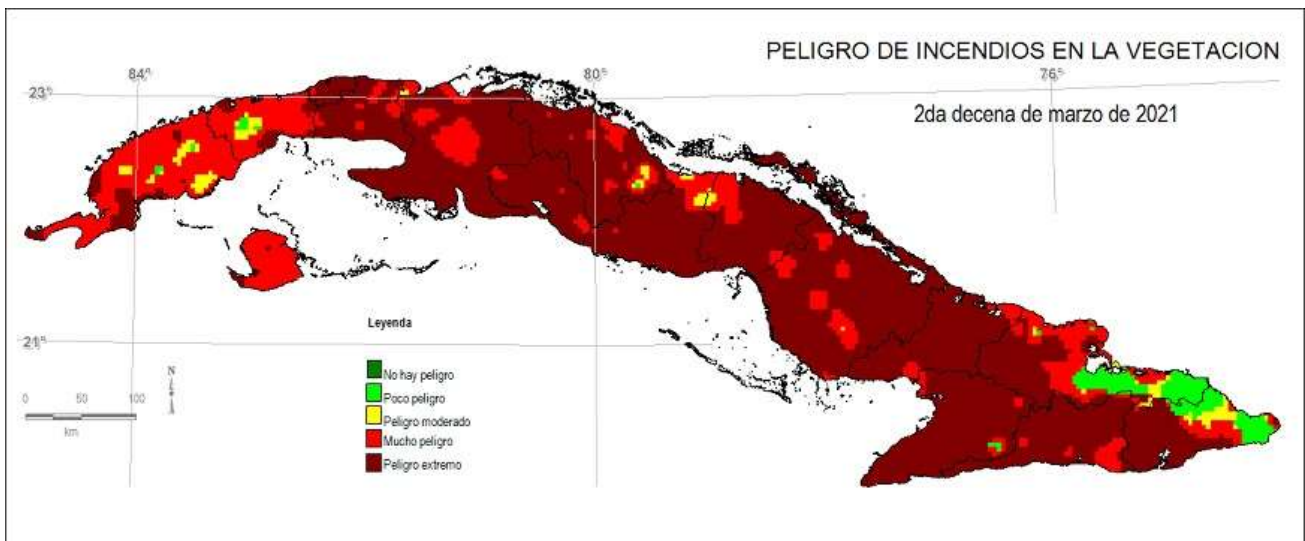 PELIGRO DE INCENDIOS EN LA VEGETACION
84°
80°
76°
23°
2da decena de marzo de 2021
21°
Leyenda
No hay peligro
Poco peligro
Peligro moderado
Mucho peligro
Peligro extremo
N
0 50 100
km